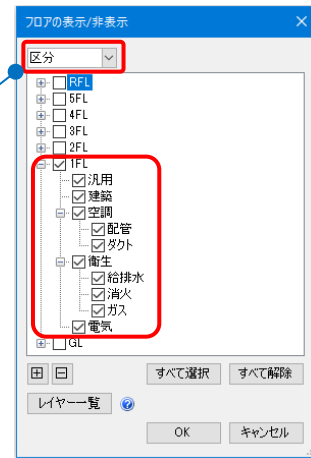 フロアの表示/非表示
区分
RFL
5FL
4FL
3FL
2FL
1FL
汎用
建築
空調
配管
ダクト
衛生
給排水
消火
ガス
電気
GL
すべて選択 すべて解除
レイヤー一覧
OK キャンセル